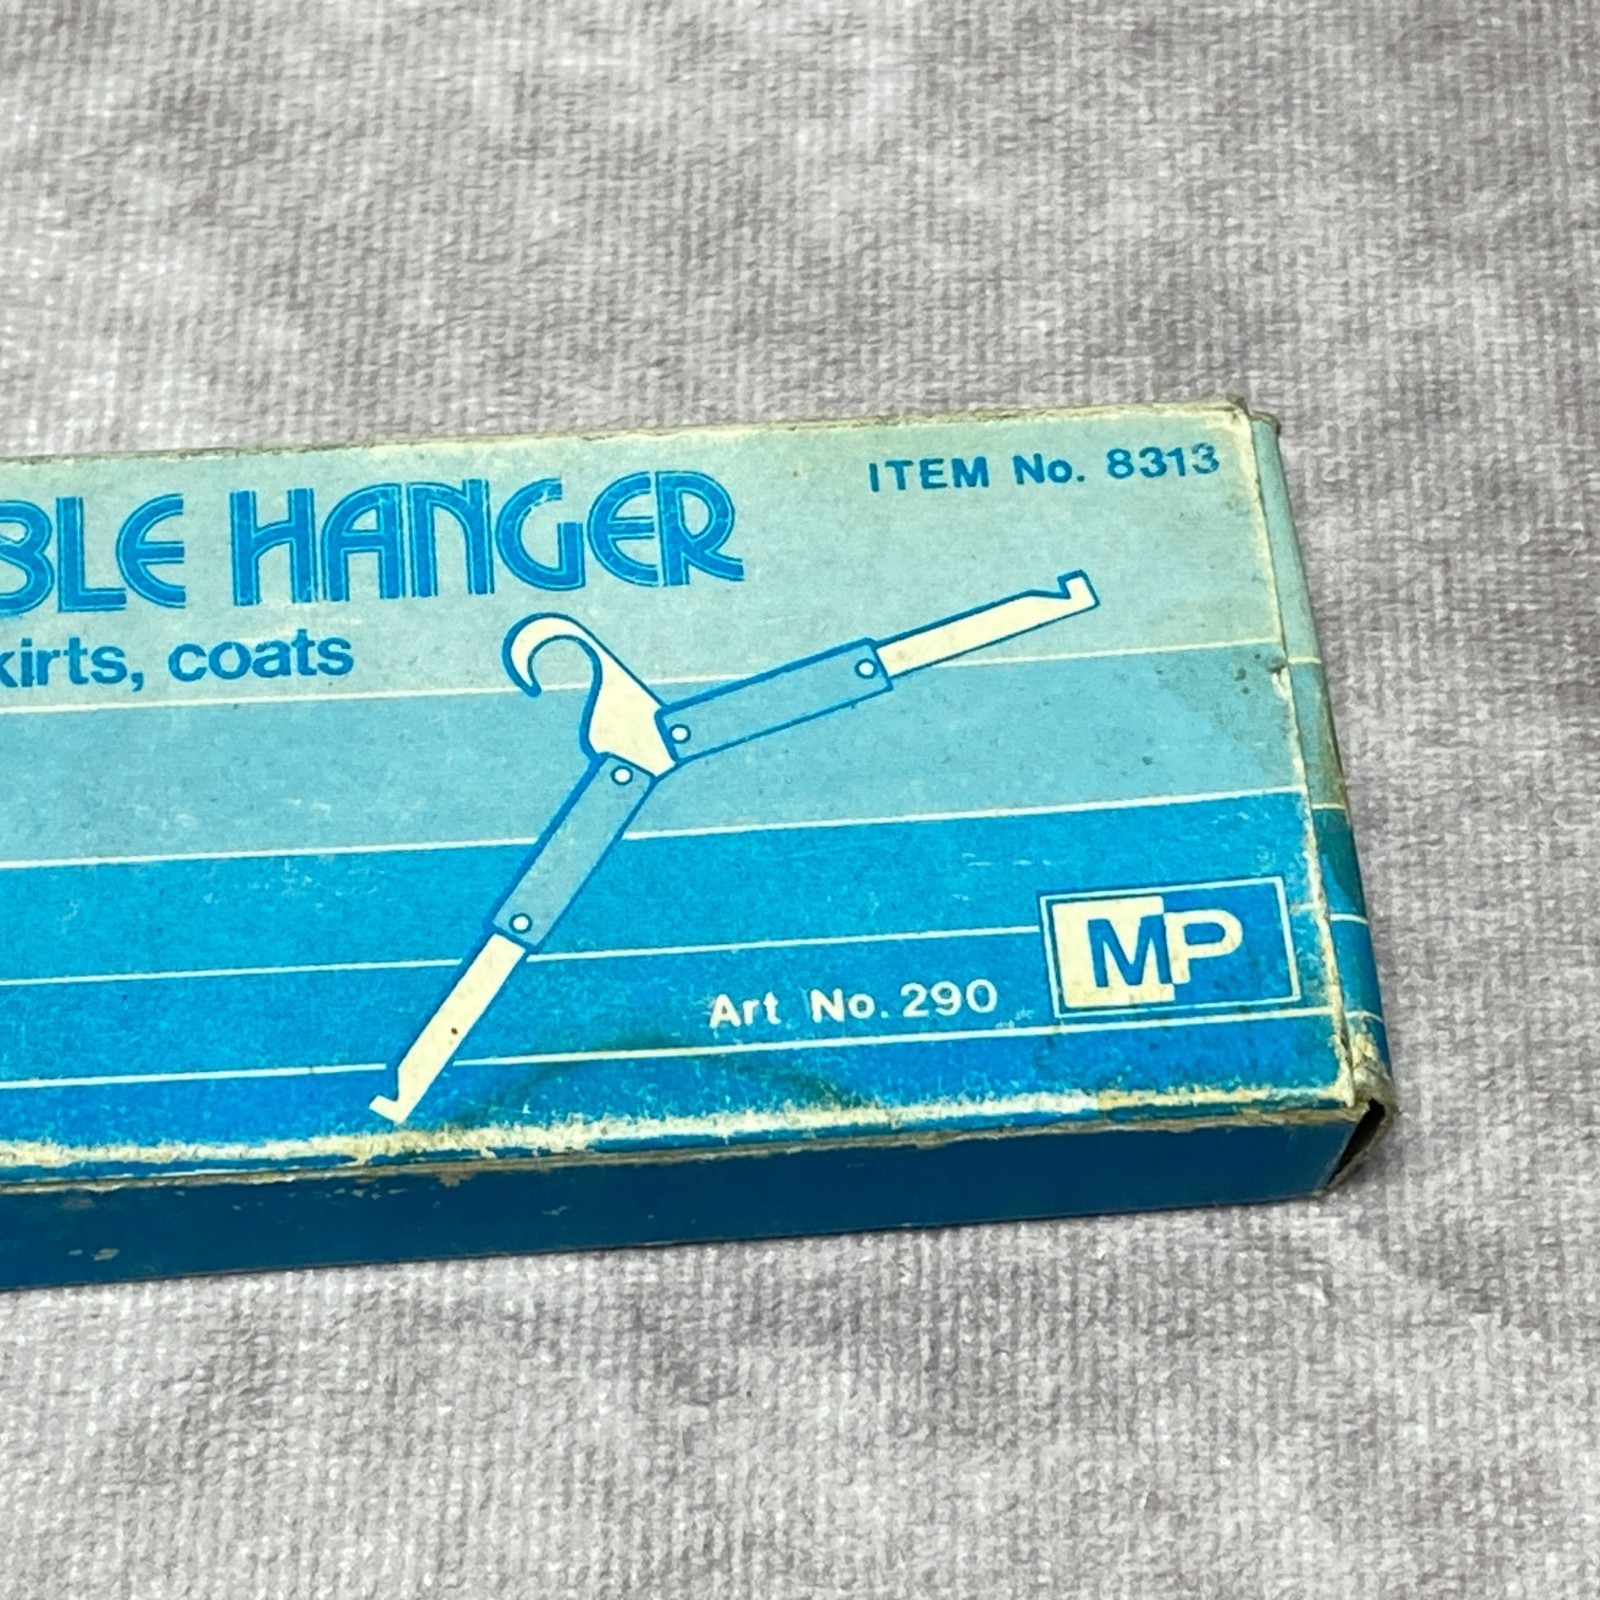 BLE HANGER
ITEM No. 8313
kirts, coats
Art No. 290
MP